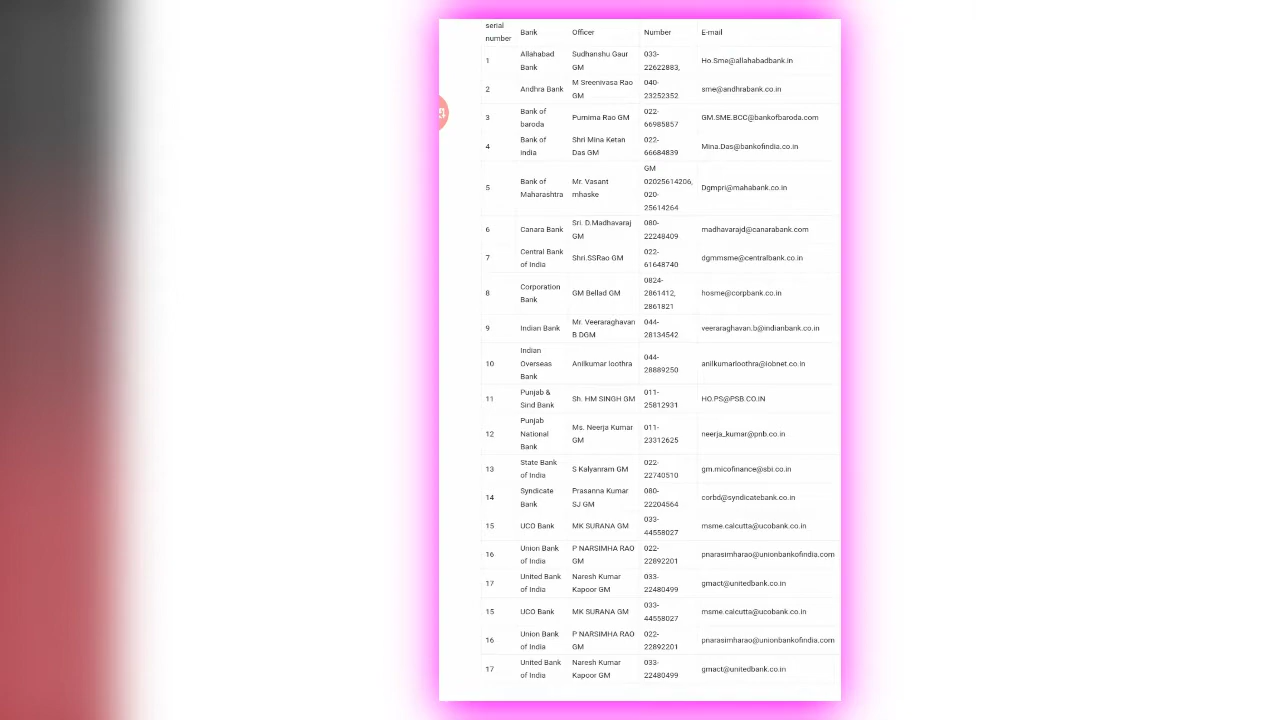 serial number Bank Officer Number E-mail
1 Allahabad Bank Sudhanshu Gaur GM 033-22622883, Ho.Sme@allahabadbank.in
2 Andhra Bank M Sreenivasa Rao GM 040-23252352 sme@andhrabank.co.in
3 Bank of baroda Purnima Rao GM 022-66985857 GM.SME.BCC@bankofbaroda.com
4 Bank of india Shri Mina Ketan Das GM 022-66684839 Mina.Das@bankofindia.co.in
5 Bank of Maharashtra Mr. Vasant mhaske GM 02025614206, 020-25614264 Dgmpri@mahabank.co.in
6 Canara Bank Sri. D.Madhavaraj GM 080-22248409 madhavarajd@canarabank.com
7 Central Bank of India Shri.SSRao GM 022-61648740 dgmmsme@centralbank.co.in
8 Corporation Bank GM Bellad GM 0824-2861412, 2861821 hosme@corpbank.co.in
9 Indian Bank Mr. Veeraraghavan B DGM 044-28134542 veeraraghavan.b@indianbank.co.in
10 Indian Overseas Bank Anilkumar loothra 044-28889250 anilkumarloothra@iobnet.co.in
11 Punjab & Sind Bank Sh. HM SINGH GM 011-25812931 HO.PS@PSB.CO.IN
12 Punjab National Bank Ms. Neerja Kumar GM 011-23312625 neerja_kumar@pnb.co.in
13 State Bank of India S Kalyanram GM 022-22740510 gm.micofinance@sbi.co.in
14 Syndicate Bank Prasanna Kumar SJ GM 080-22204564 corbd@syndicatebank.co.in
15 UCO Bank MK SURANA GM 033-44558027 msme.calcutta@ucobank.co.in
16 Union Bank of India P NARSIMHA RAO GM 022-22892201 pnarasimharao@unionbankofindia.com
17 United Bank of India Naresh Kumar Kapoor GM 033-22480499 gmact@unitedbank.co.in
15 UCO Bank MK SURANA GM 033-44558027 msme.calcutta@ucobank.co.in
16 Union Bank of India P NARSIMHA RAO GM 022-22892201 pnarasimharao@unionbankofindia.com
17 United Bank of India Naresh Kumar Kapoor GM 033-22480499 gmact@unitedbank.co.in